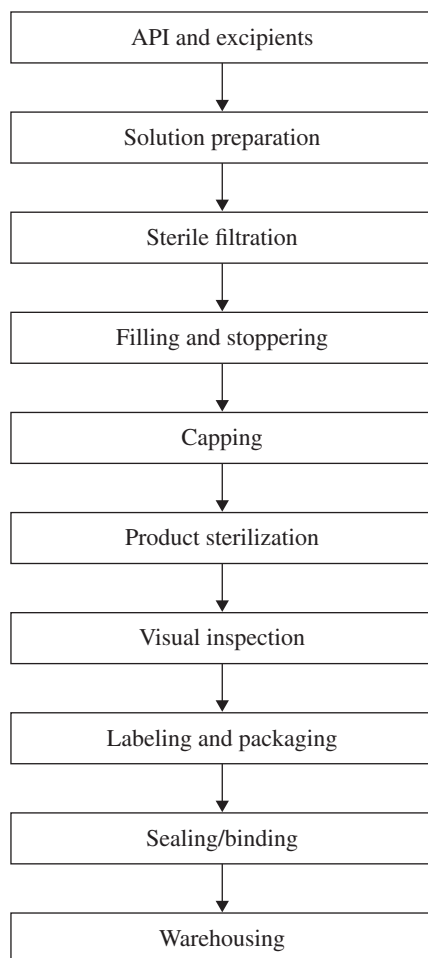 API and excipients
Solution preparation
Sterile filtration
Filling and stoppering
Capping
Product sterilization
Visual inspection
Labeling and packaging
Sealing/binding
Warehousing